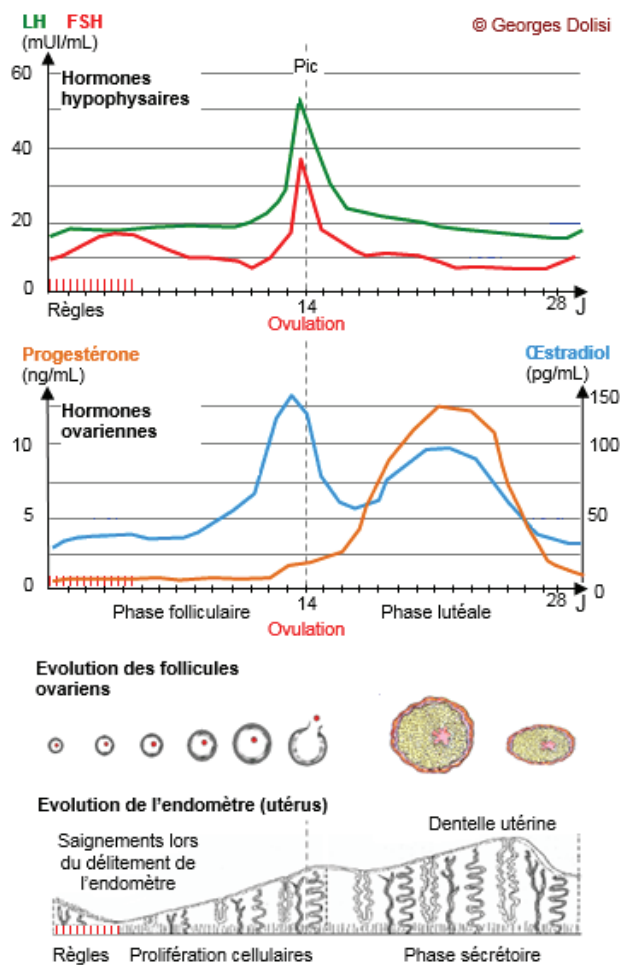 LH FSH
(mUI/mL)
© Georges Dolisi
Pic
60
Hormones
hypophysaires
40
20
0
Règles
14
28
J
Ovulation
Progestérone
(ng/mL)
Œstradiol
(pg/mL)
Hormones
ovariennes
150
10
100
5
50
0
0
Phase folliculaire
14
Phase lutéale
28
J
Ovulation
Evolution des follicules
ovariens
Evolution de l'endomètre (utérus)
Saignements lors
du délitement de
l'endomètre
Dentelle utérine
Règles
Prolifération cellulaires
Phase sécrétoire